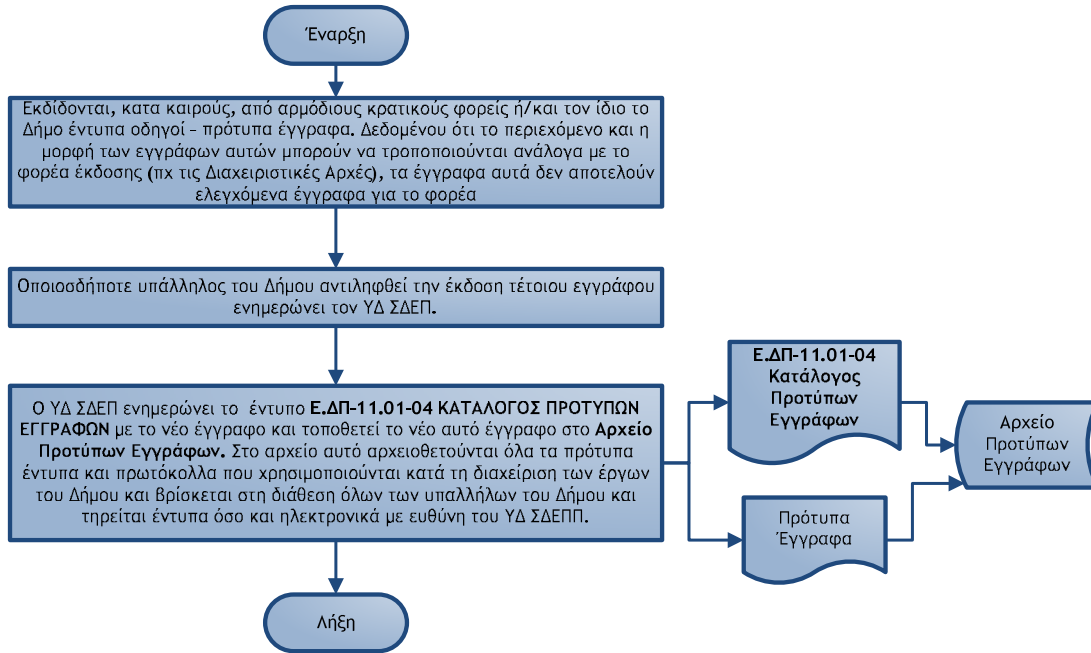 Έναρξη
Εκδίδονται, κατα καιρούς, από αρμόδιους κρατικούς φορείς ή/και τον ίδιο το
Δήμο έντυπα οδηγοί – πρότυπα έγγραφα. Δεδομένου ότι το περιεχόμενο και η
μορφή των εγγράφων αυτών μπορούν να τροποποιούνται ανάλογα με το
φορέα έκδοσης (πχ τις Διαχειριστικές Αρχές), τα έγγραφα αυτά δεν αποτελούν
ελεγχόμενα έγγραφα για το φορέα
Οποιοσδήποτε υπάλληλος του Δήμου αντιληφθεί την έκδοση τέτοιου εγγράφου
ενημερώνει τον ΥΔ ΣΔΕΠ.
Ο ΥΔ ΣΔΕΠ ενημερώνει το έντυπο Ε.ΔΠ-11.01-04 ΚΑΤΑΛΟΓΟΣ ΠΡΟΤΥΠΩΝ
ΕΓΓΡΑΦΩΝ με το νέο έγγραφο και τοποθετεί το νέο αυτό έγγραφο στο Αρχείο
Προτύπων Εγγράφων. Στο αρχείο αυτό αρχειοθετούνται όλα τα πρότυπα
έντυπα και πρωτόκολλα που χρησιμοποιούνται κατά τη διαχείριση των έργων
του Δήμου και βρίσκεται στη διάθεση όλων των υπαλλήλων του Δήμου και
τηρείται έντυπα όσο και ηλεκτρονικά με ευθύνη του ΥΔ ΣΔΕΠΠ.
Ε.ΔΠ-11.01-04
Κατάλογος
Προτύπων
Εγγράφων
Πρότυπα
Έγγραφα
Αρχείο
Προτύπων
Εγγράφων
Λήξη